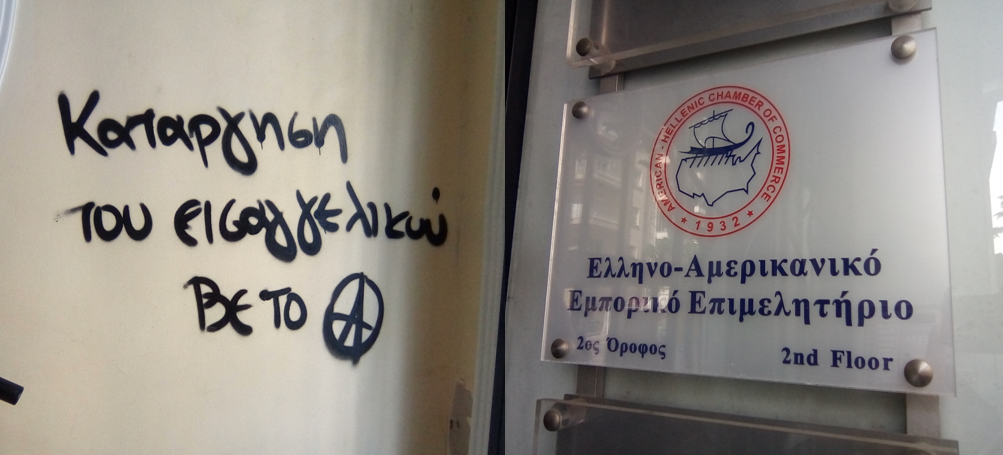 Καταργηση
του εισαγγελικού
ΒΕΤΟ
AMERICAN - HELLENIC CHAMBER OF COMMERCE
★ 1932 ★
Ελληνο-Αμερικανικό
Εμπορικό Επιμελητήριο
2ος Όροφος 2nd Floor